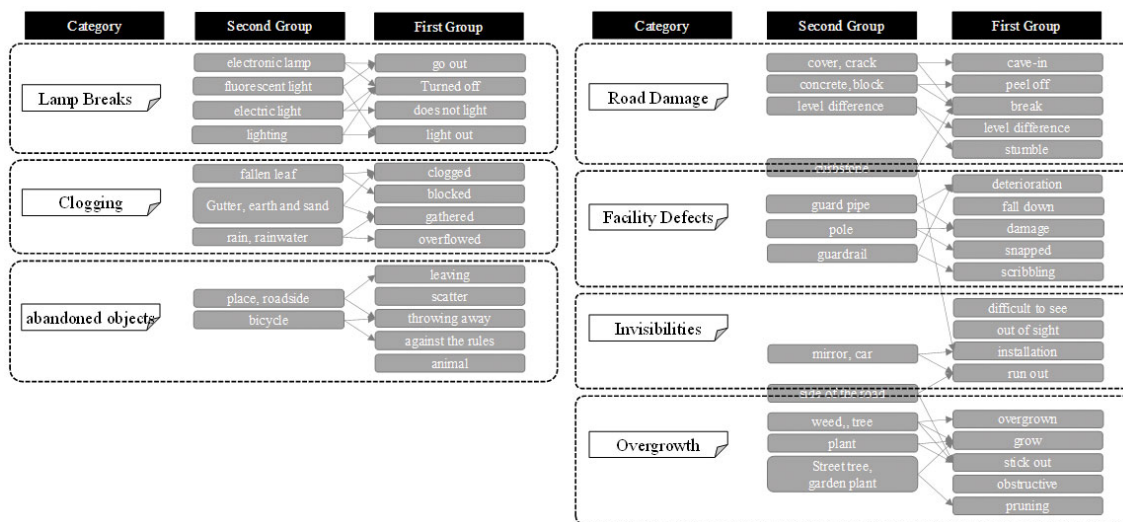 Category
Second Group
First Group
Lamp Breaks
electronic lamp
go out
fluorescent light
Turned off
electric light
does not light
lighting
light out
Clogging
fallen leaf
clogged
blocked
Gutter, earth and sand
gathered
rain, rainwater
overflowed
abandoned objects
leaving
place, roadside
scatter
bicycle
throwing away
against the rules
animal
Category
Second Group
First Group
Road Damage
cover, crack
cave-in
concrete, block
peel off
level difference
break
level difference
stumble
curbstone
Facility Defects
deterioration
guard pipe
fall down
pole
damage
guardrail
snapped
scribbling
Invisibilities
difficult to see
out of sight
mirror, car
installation
run out
side of the road
Overgrowth
weed,, tree
overgrown
plant
grow
Street tree,
garden plant
stick out
obstructive
pruning